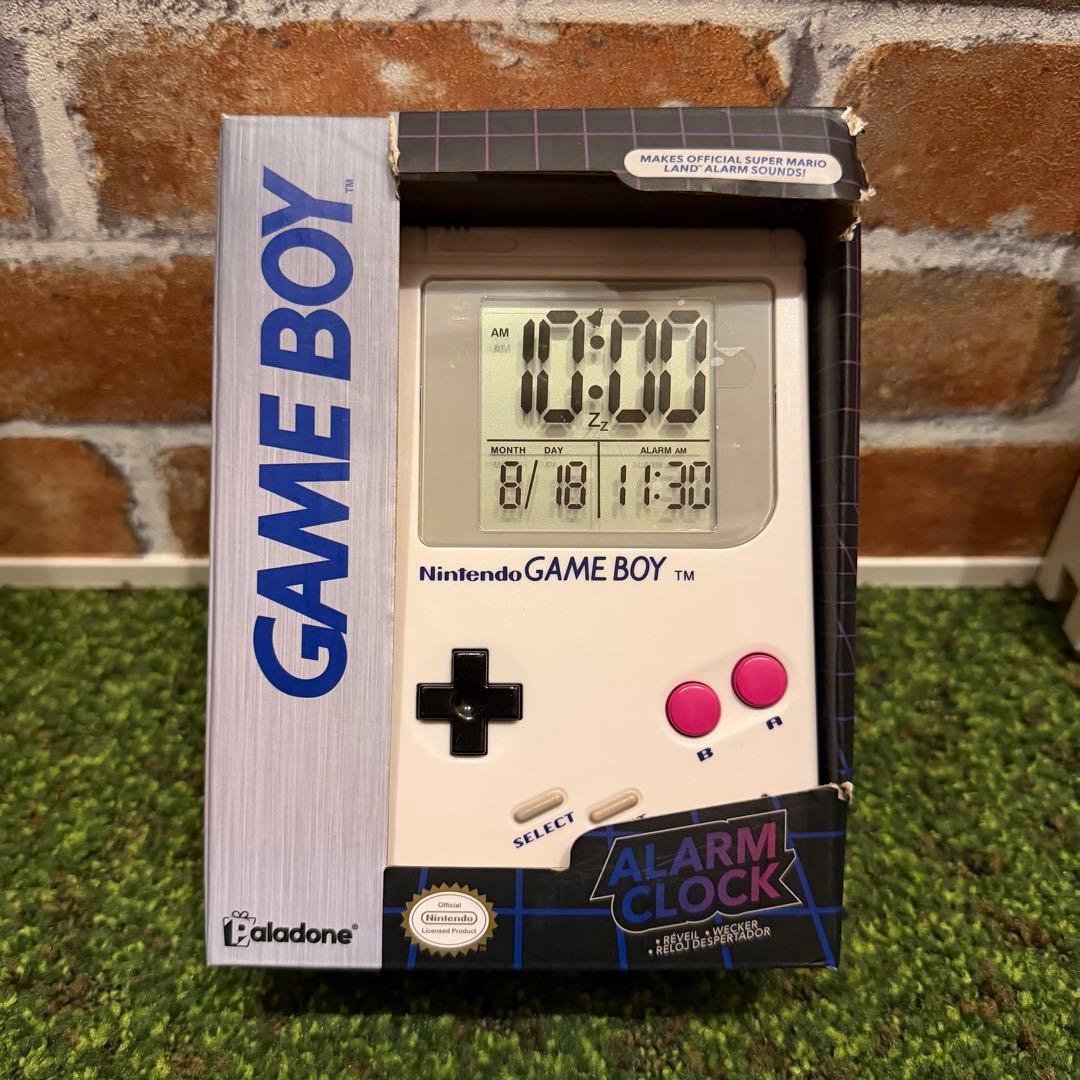 GAME BOY™
MAKES OFFICIAL SUPER MARIO
LAND™ ALARM SOUNDS!
AM
10:00
Zz
MONTH DAY
8/18
ALARM AM
11:30
Nintendo GAME BOY TM
B
A
SELECT
ALARM
CLOCK
• RÉVEIL • WECKER
• RELOJ DESPERTADOR
Official
Nintendo
Licensed Product
Paladone®